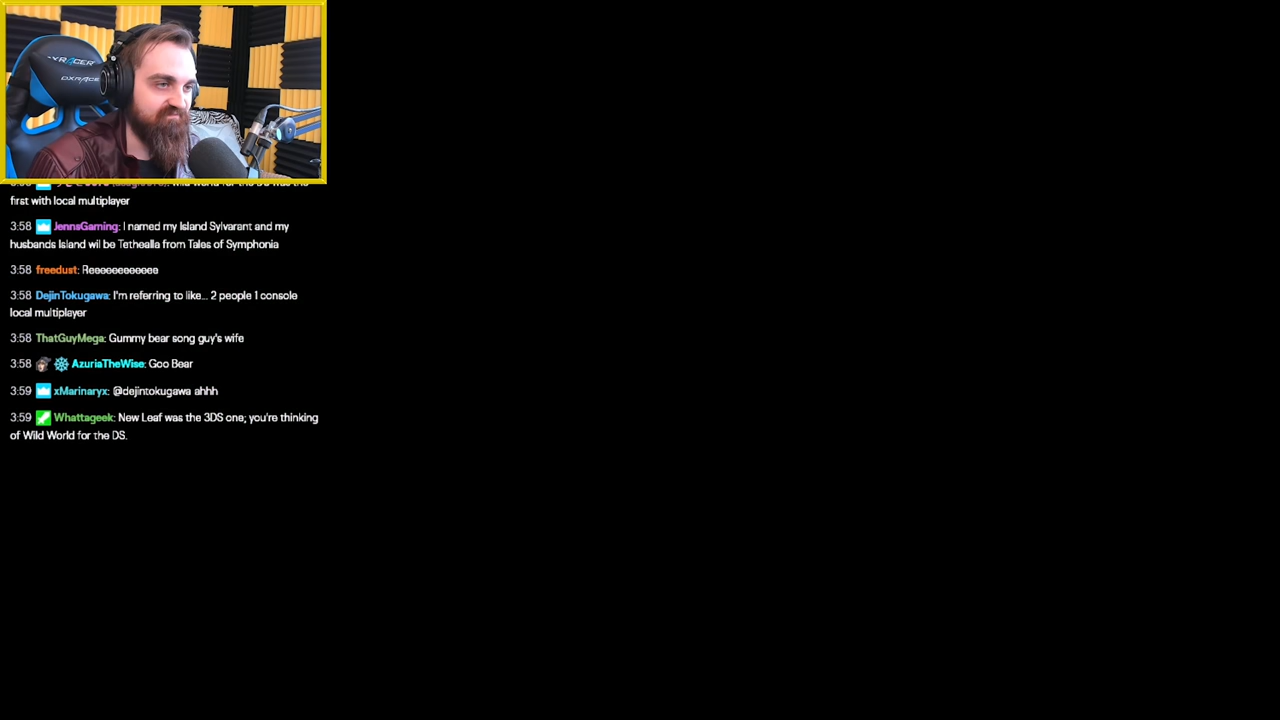 DXRACER
first with local multiplayer
3:58 JennsGaming: I named my Island Sylvarant and my
husbands Island wil be Tethealla from Tales of Symphonia
3:58 freedust: Reeeeeeeeeeee
3:58 DejinTokugawa: I'm referring to like... 2 people 1 console
local multiplayer
3:58 ThatGuyMega: Gummy bear song guy's wife
3:58 AzuriaTheWise: Goo Bear
3:59 xMarinaryx: @dejintokugawa ahhh
3:59 Whattageek: New Leaf was the 3DS one; you're thinking
of Wild World for the DS.